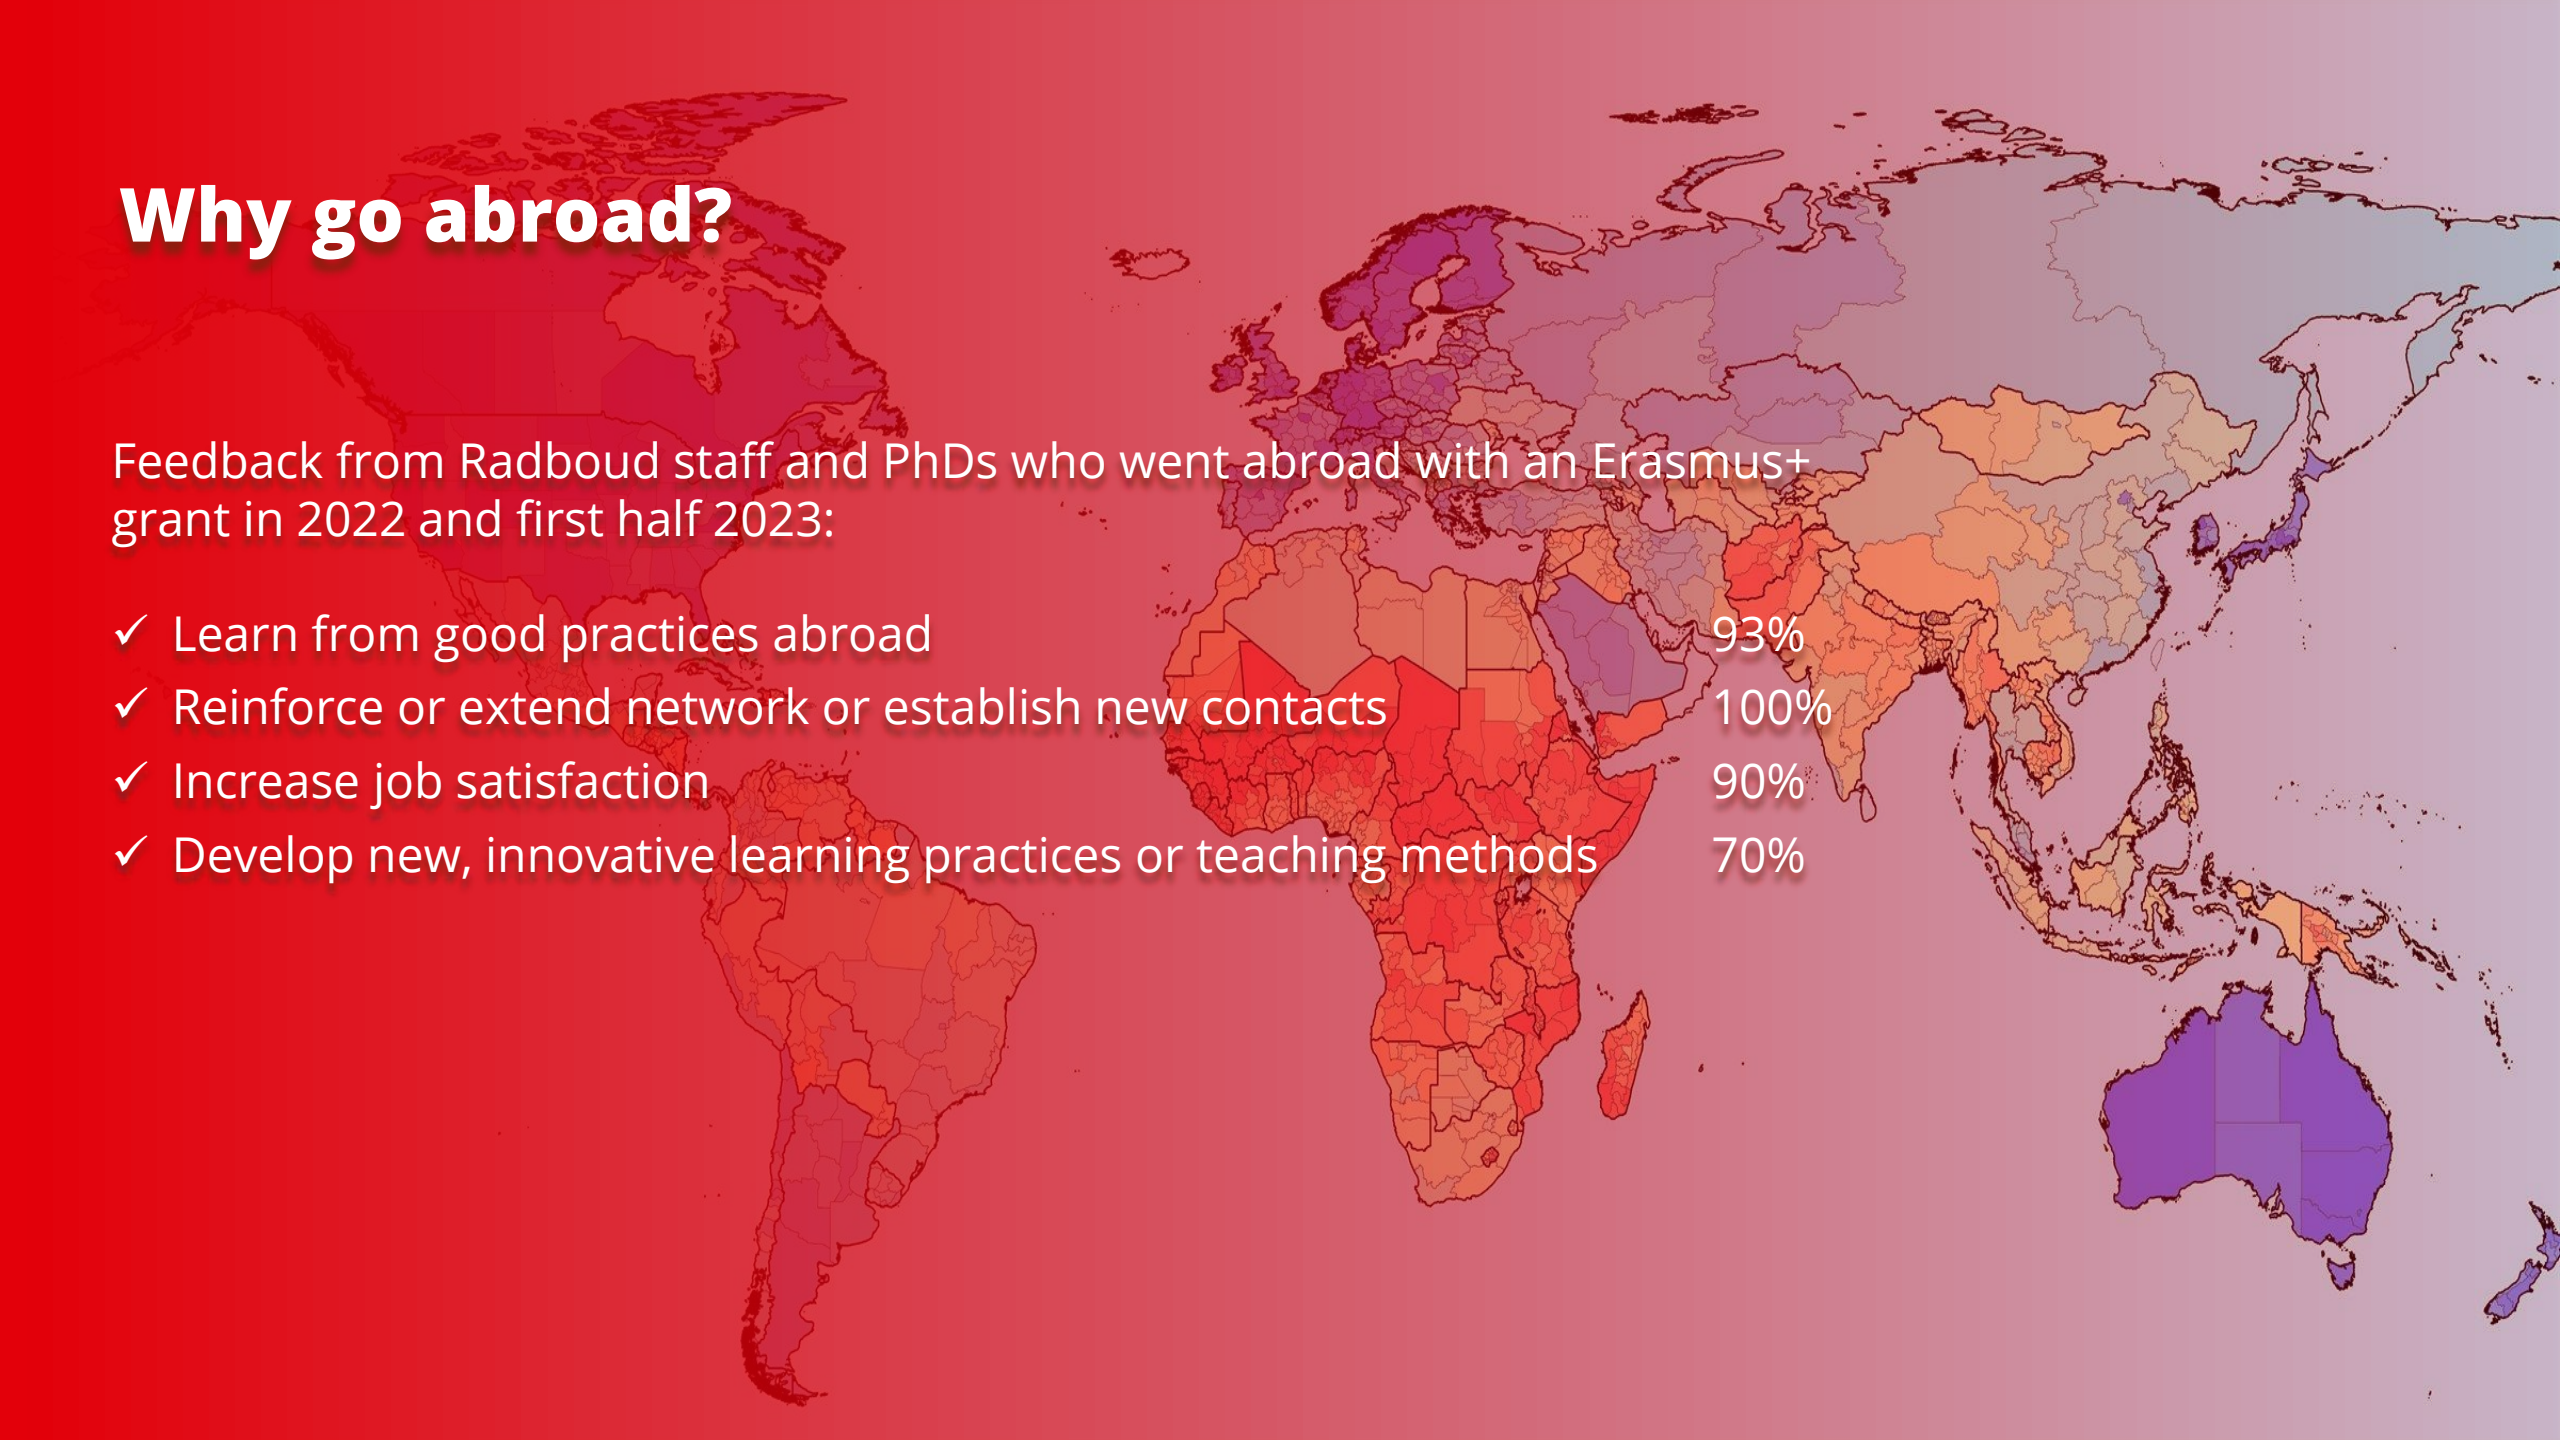 Why go abroad?
Feedback from Radboud staff and PhDs who went abroad with an Erasmus+
grant in 2022 and first half 2023:
✓ Learn from good practices abroad 93%
✓ Reinforce or extend network or establish new contacts 100%
✓ Increase job satisfaction 90%
✓ Develop new, innovative learning practices or teaching methods 70%